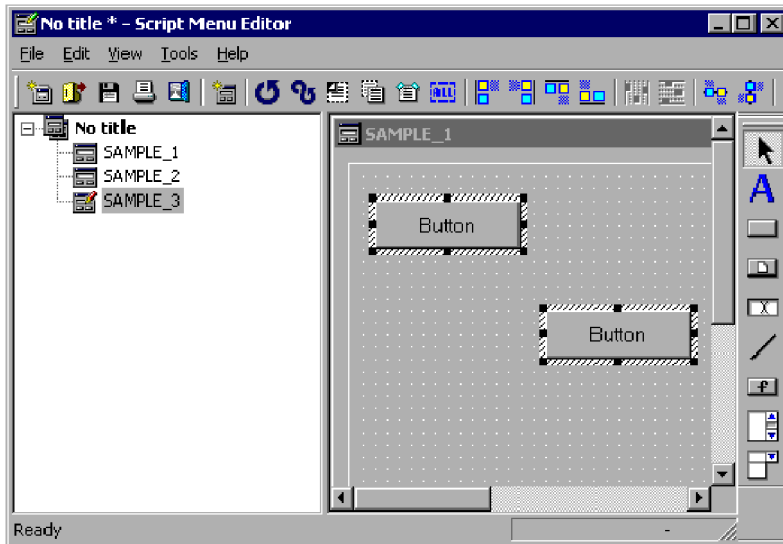 No title * - Script Menu Editor
File Edit View Tools Help
ALL
No title
SAMPLE_1
SAMPLE_2
SAMPLE_3
SAMPLE_1
Button
Button
A
X
f
Ready
-